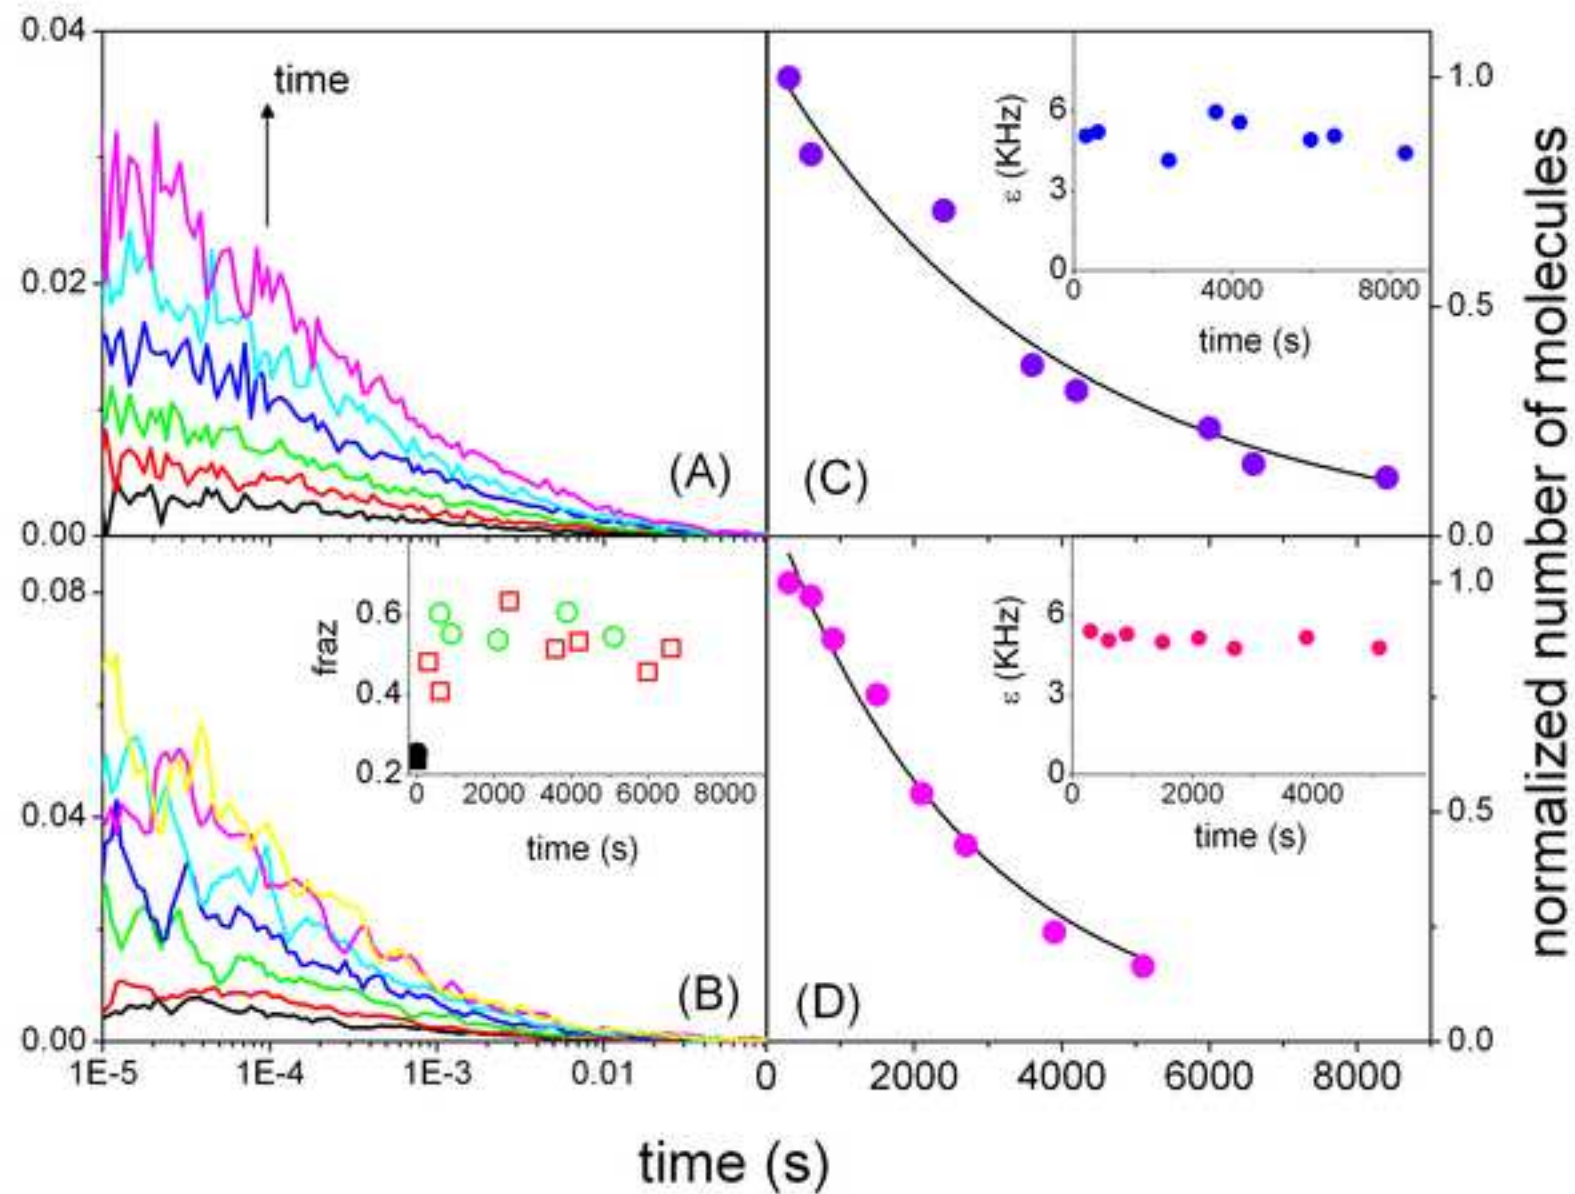 0.04
0.02
0.00
time
(A)
0.08
0.04
0.00
1E-5
1E-4
1E-3
0.01
(B)
fraz
0.6
0.4
0.2
0
2000
4000
6000
8000
time (s)
(C)
1.0
0.5
0.0
ε (KHz)
6
3
0
0
4000
8000
time (s)
(D)
1.0
0.5
0.0
0
2000
4000
6000
8000
ε (KHz)
6
3
0
0
2000
4000
time (s)
normalized number of molecules
time (s)